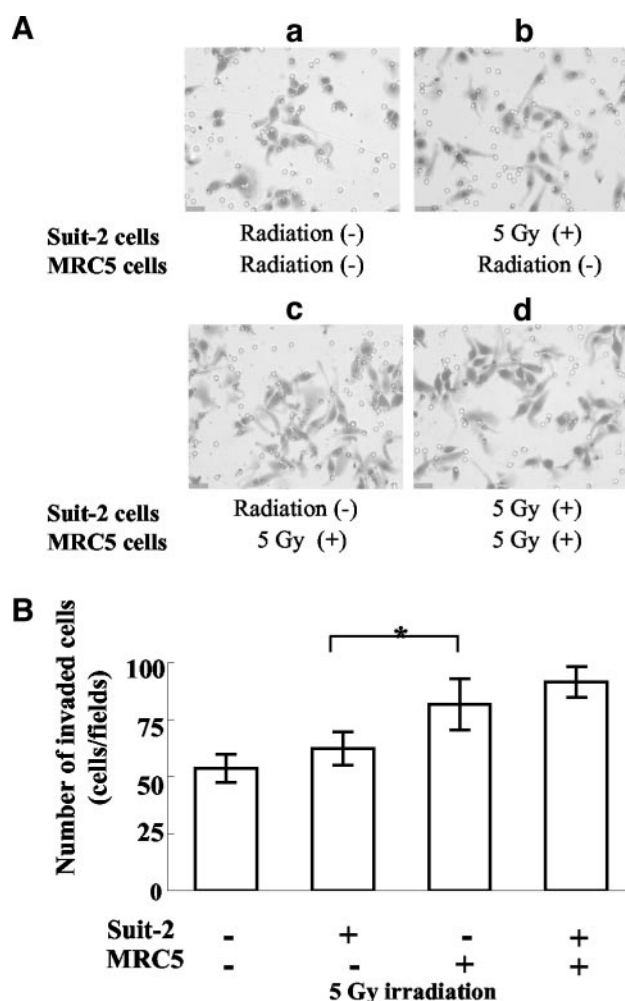 A
a b
Suit-2 cells Radiation (-) 5 Gy (+)
MRC5 cells Radiation (-) Radiation (-)
c d
Suit-2 cells Radiation (-) 5 Gy (+)
MRC5 cells 5 Gy (+) 5 Gy (+)
B
Number of invaded cells
(cells/fields)
*
100
75
50
25
0
Suit-2 - + - +
MRC5 - - + +
5 Gy irradiation